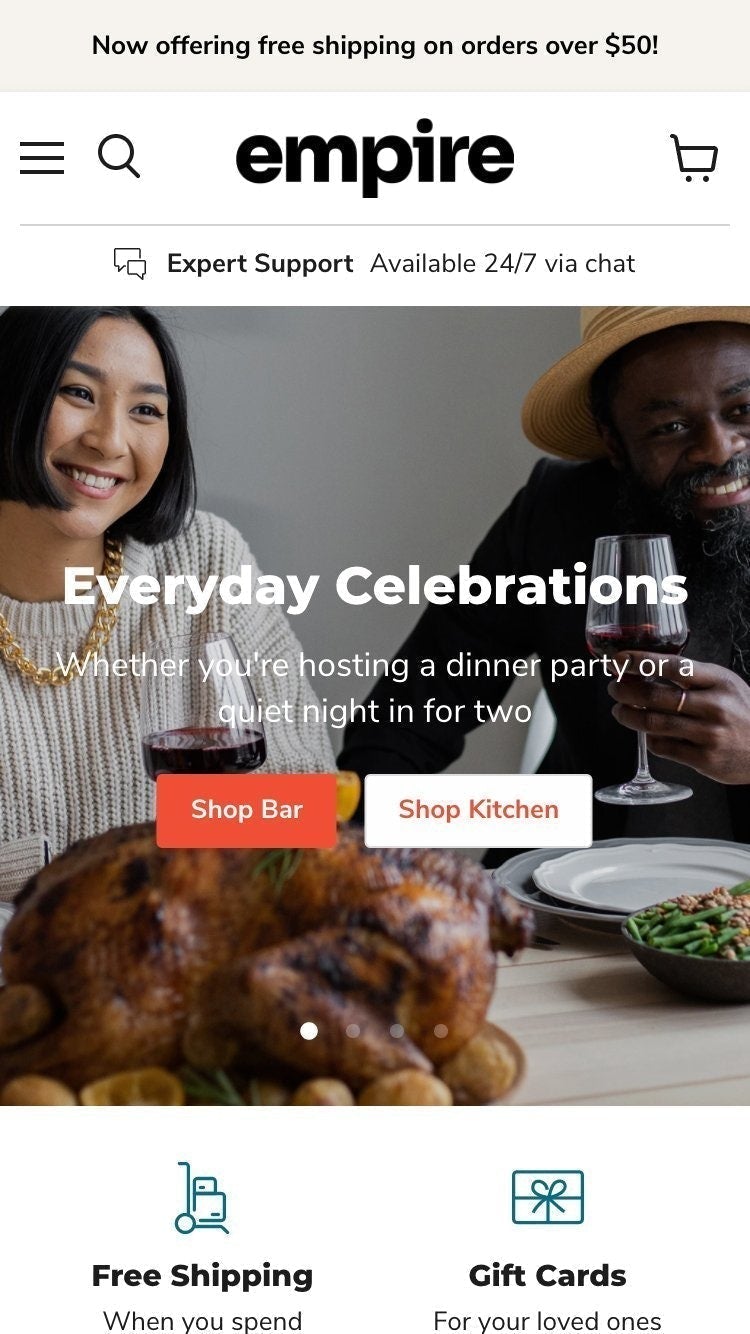 Now offering free shipping on orders over $50!
empire
Expert Support Available 24/7 via chat
Everyday Celebrations
Whether you're hosting a dinner party or a
quiet night in for two
Shop Bar
Shop Kitchen
Free Shipping
When you spend
Gift Cards
For your loved ones